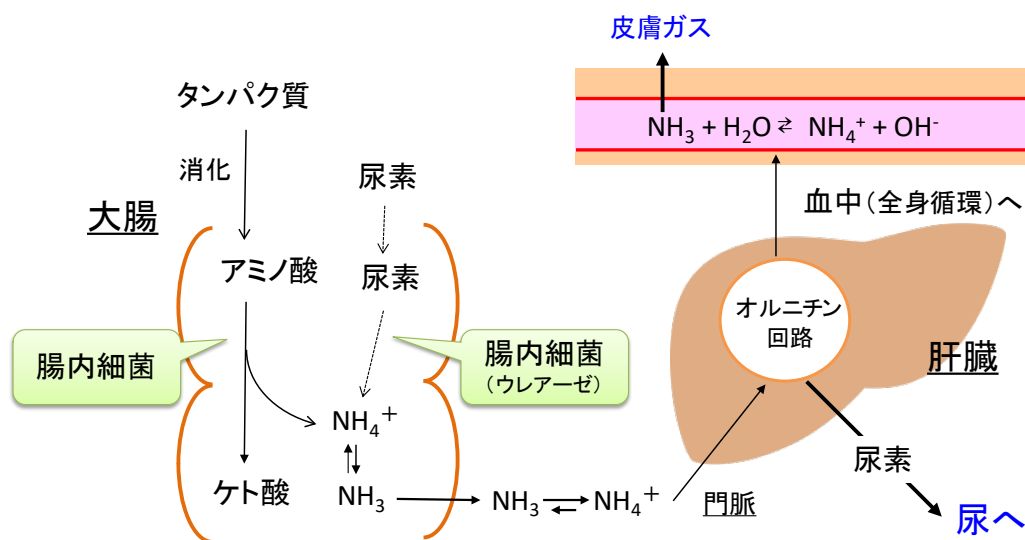 皮膚ガス
タンパク質
NH₃ + H₂O ⇄ NH₄⁺ + OH⁻
消化
尿素
血中（全身循環）へ
大腸
アミノ酸
尿素
オルニチン
回路
腸内細菌
腸内細菌
（ウレアーゼ）
肝臓
NH₄⁺
尿素
ケト酸
NH₃
NH₃
NH₄⁺
門脈
尿へ